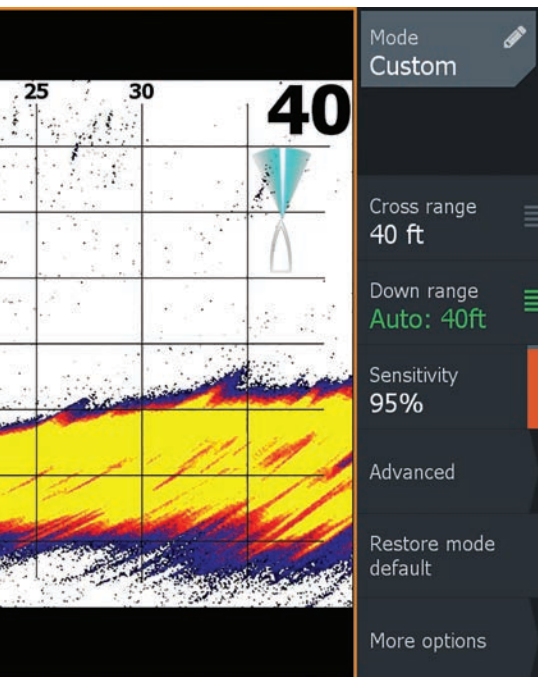 25
30
40
Mode
Custom
Cross range
40 ft
Down range
Auto: 40ft
Sensitivity
95%
Advanced
Restore mode
default
More options